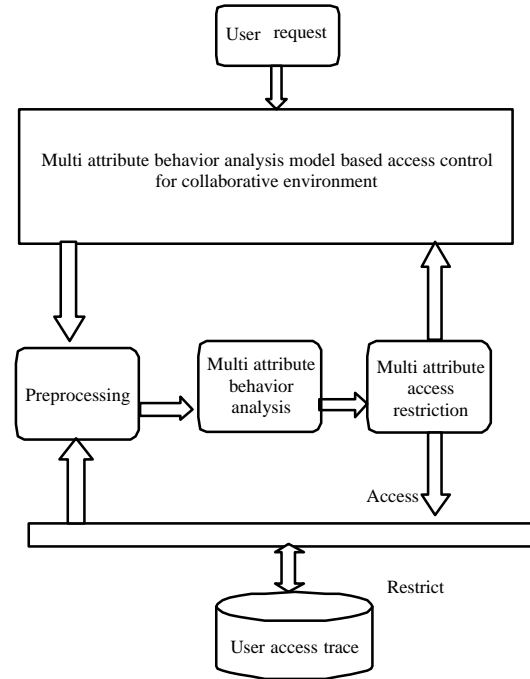 User request
Multi attribute behavior analysis model based access control
for collaborative environment
Preprocessing
Multi attribute
behavior
analysis
Multi attribute
access
restriction
Access
Restrict
User access trace